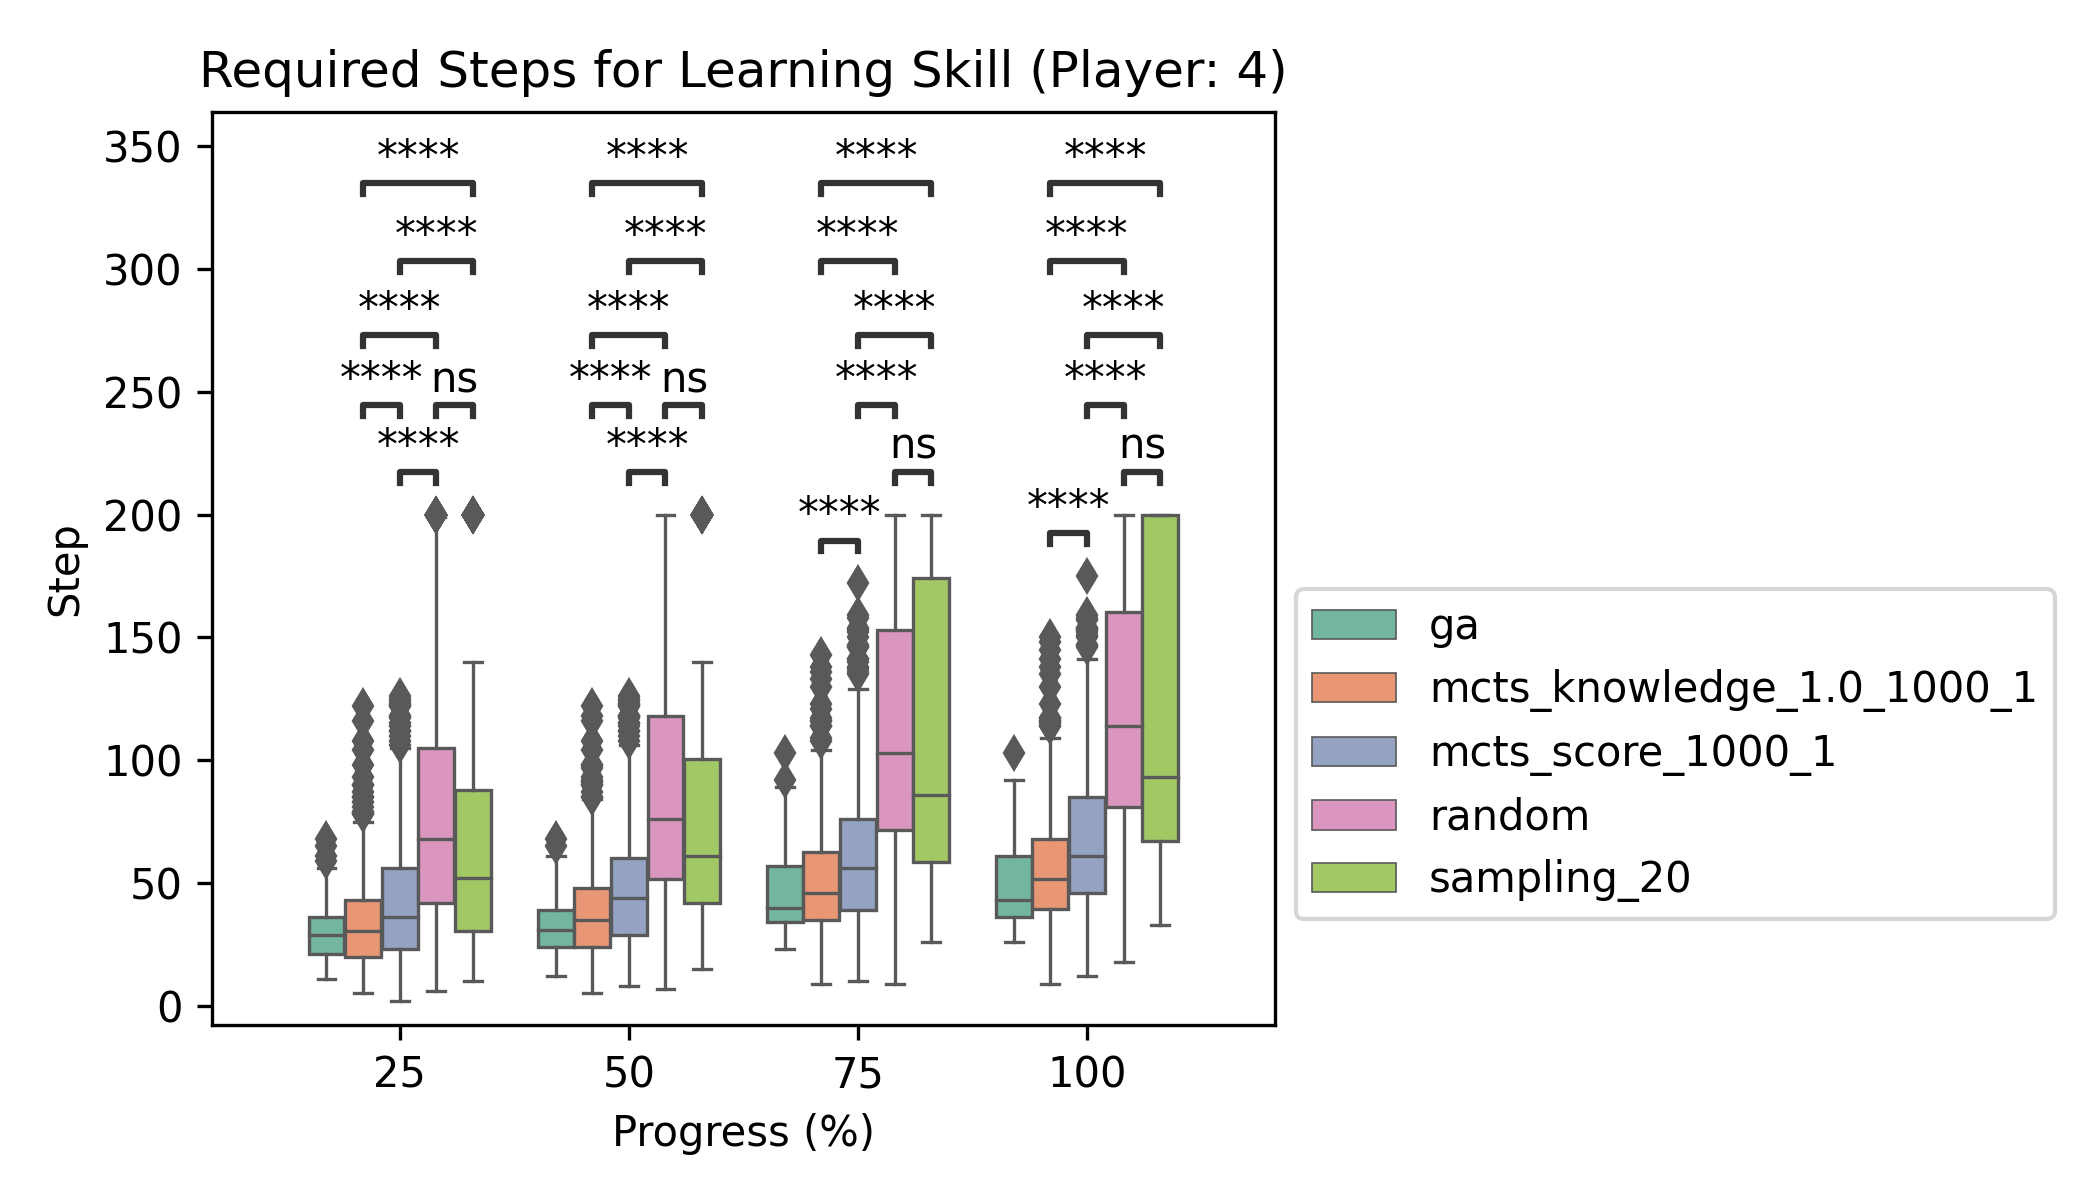 Required Steps for Learning Skill (Player: 4)
350
300
250
200
150
100
50
0
Step
**** **** **** ****
**** **** **** ****
**** **** **** ****
**** ns **** ns **** ****
**** **** ns ns
**** ****
25 50 75 100
Progress (%)
ga
mcts_knowledge_1.0_1000_1
mcts_score_1000_1
random
sampling_20